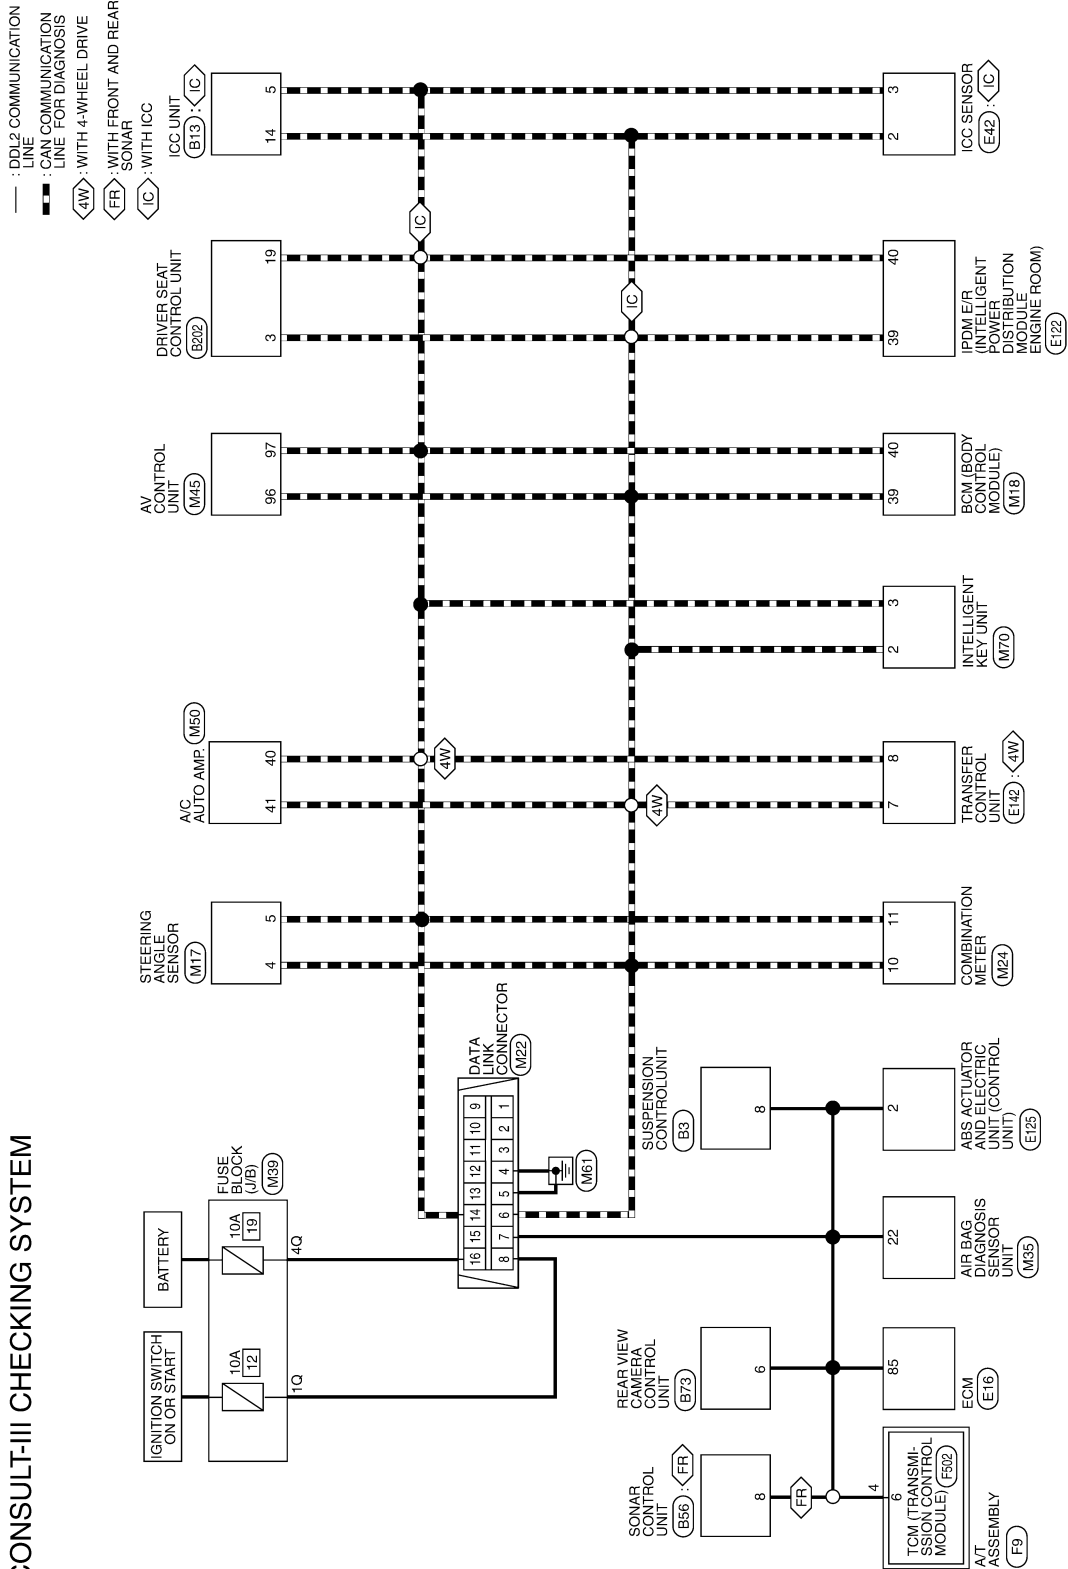 CONSULT-III CHECKING SYSTEM
: DDL2 COMMUNICATION
LINE
: CAN COMMUNICATION
LINE FOR DIAGNOSIS
4W : WITH 4-WHEEL DRIVE
FR : WITH FRONT AND REAR
SONAR
IC : WITH ICC
IGNITION SWITCH
ON OR START
BATTERY
10A
12
10A
19
FUSE
BLOCK
(J/B)
M39
1Q
4Q
STEERING
ANGLE
SENSOR
M17
4
5
A/C
AUTO AMP.
M50
41
40
AV
CONTROL
UNIT
M45
96
97
DRIVER SEAT
CONTROL UNIT
B202
3
19
ICC UNIT
B13 : IC
14
5
4W
IC
DATA
LINK
CONNECTOR
M22
16 15 14 13 12 11 10 9
8 7 6 5 4 3 2 1
M61
4W
IC
SONAR
CONTROL
UNIT
B56 : FR
8
FR
REAR VIEW
CAMERA
CONTROL
UNIT
B73
6
SUSPENSION
CONTROLUNIT
B3
8
4
6
TCM (TRANSMI-
SSION CONTROL
MODULE)
F502
A/T
ASSEMBLY
F9
85
ECM
E16
22
AIR BAG
DIAGNOSIS
SENSOR
UNIT
M35
2
ABS ACTUATOR
AND ELECTRIC
UNIT (CONTROL
UNIT)
E125
10
11
COMBINATION
METER
M24
7
8
TRANSFER
CONTROL
UNIT
E142 : 4W
2
3
INTELLIGENT
KEY UNIT
M70
39
40
BCM (BODY
CONTROL
MODULE)
M18
39
40
IPDM E/R
(INTELLIGENT
POWER
DISTRIBUTION
MODULE
ENGINE ROOM)
E122
2
3
ICC SENSOR
E42 : IC